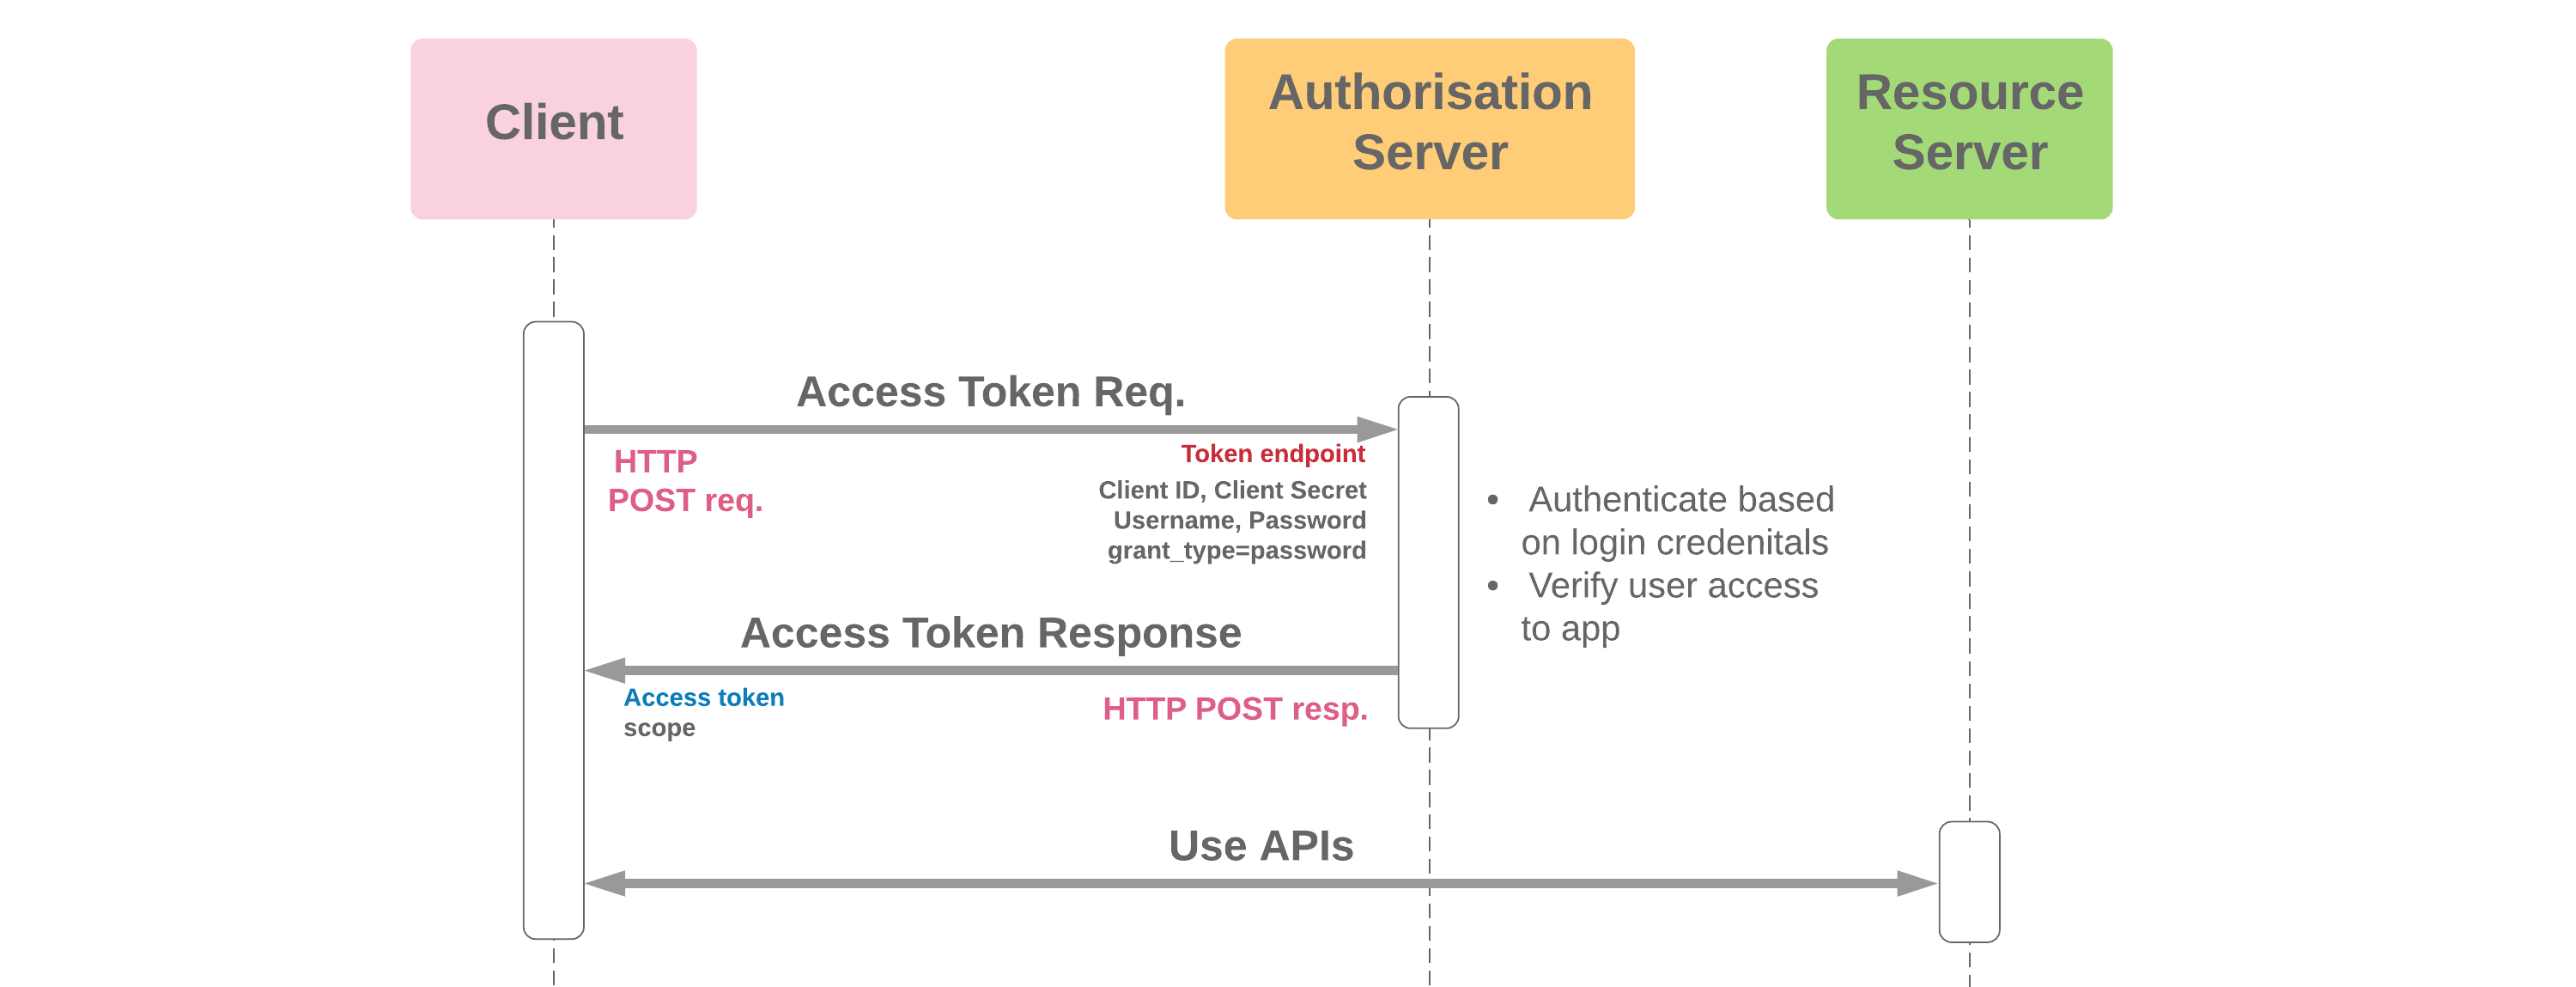 Client
Authorisation
Server
Resource
Server
Access Token Req.
HTTP
POST req.
Token endpoint
Client ID, Client Secret
Username, Password
grant_type=password
• Authenticate based
on login credenitals
• Verify user access
to app
Access Token Response
Access token
scope
HTTP POST resp.
Use APIs